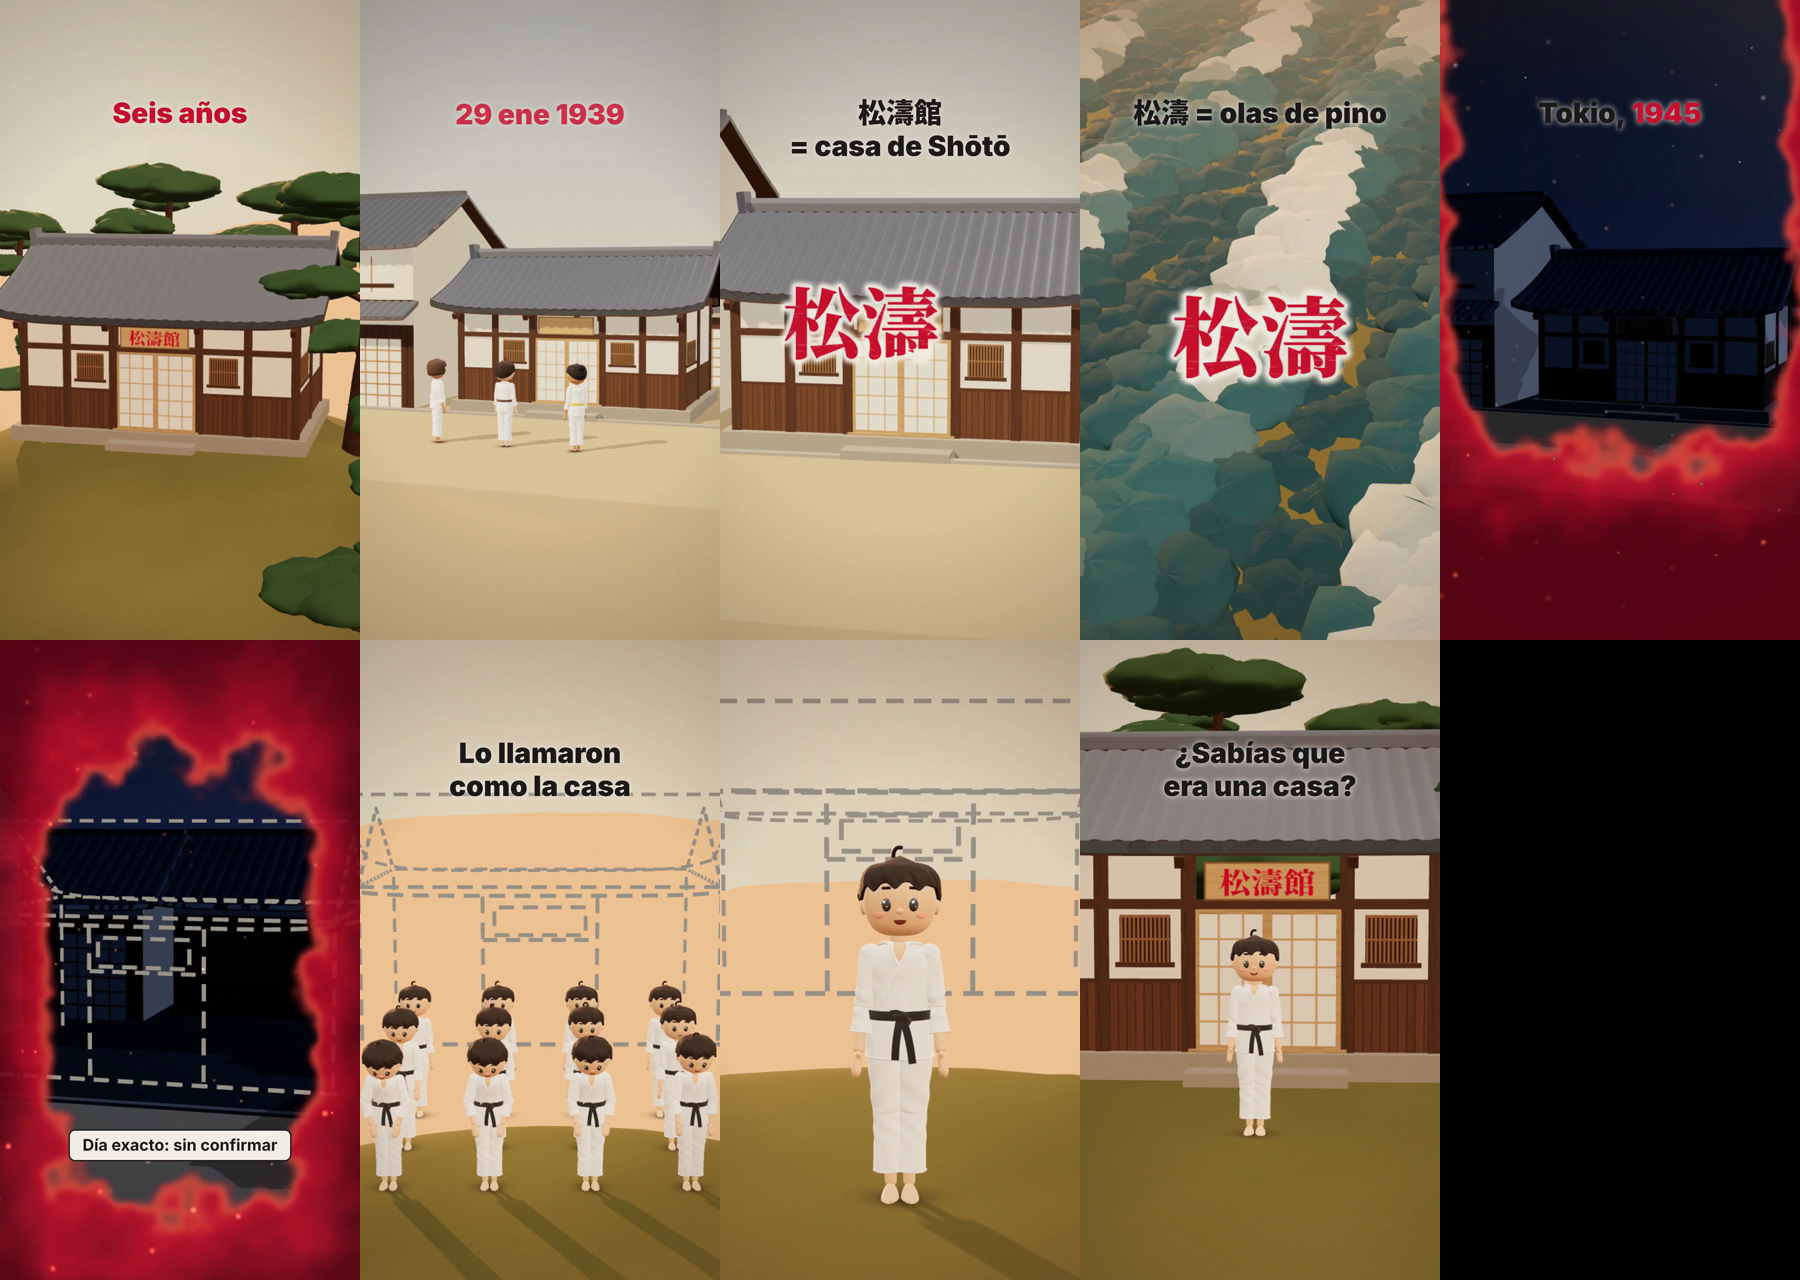 Seis años
松濤館
29 ene 1939
松濤館
= casa de Shōtō
松濤
松濤 = olas de pino
松濤
Tokio, 1945
Día exacto: sin confirmar
Lo llamaron
como la casa
¿Sabías que
era una casa?
松濤館